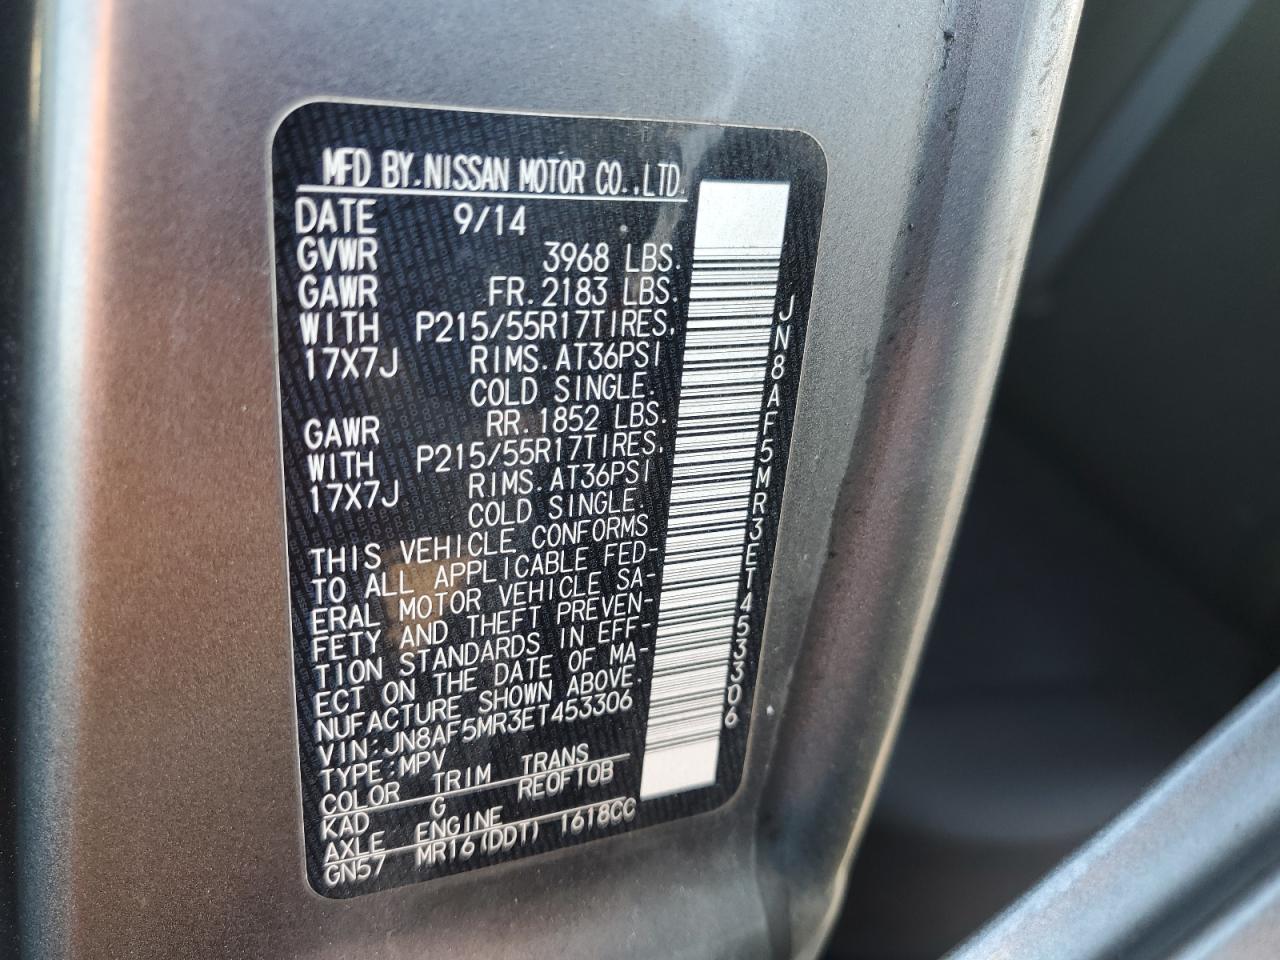 MFD BY.NISSAN MOTOR CO.,LTD.
DATE 9/14
GVWR 3968 LBS.
GAWR FR.2183 LBS.
WITH P215/55R17TIRES.
17X7J RIMS.AT36PSI
COLD SINGLE.
GAWR RR.1852 LBS.
WITH P215/55R17TIRES.
17X7J RIMS.AT36PSI
COLD SINGLE.
THIS VEHICLE CONFORMS
TO ALL APPLICABLE FED-
ERAL MOTOR VEHICLE SA-
FETY AND THEFT PREVEN-
TION STANDARDS IN EFF-
ECT ON THE DATE OF MA-
NUFACTURE SHOWN ABOVE.
VIN:JN8AF5MR3ET453306
TYPE:MPV
COLOR TRIM TRANS
KAD G RE0F10B
AXLE ENGINE
GN57 MR16(DDT) 1618CC
JN8AF5MR3ET453306